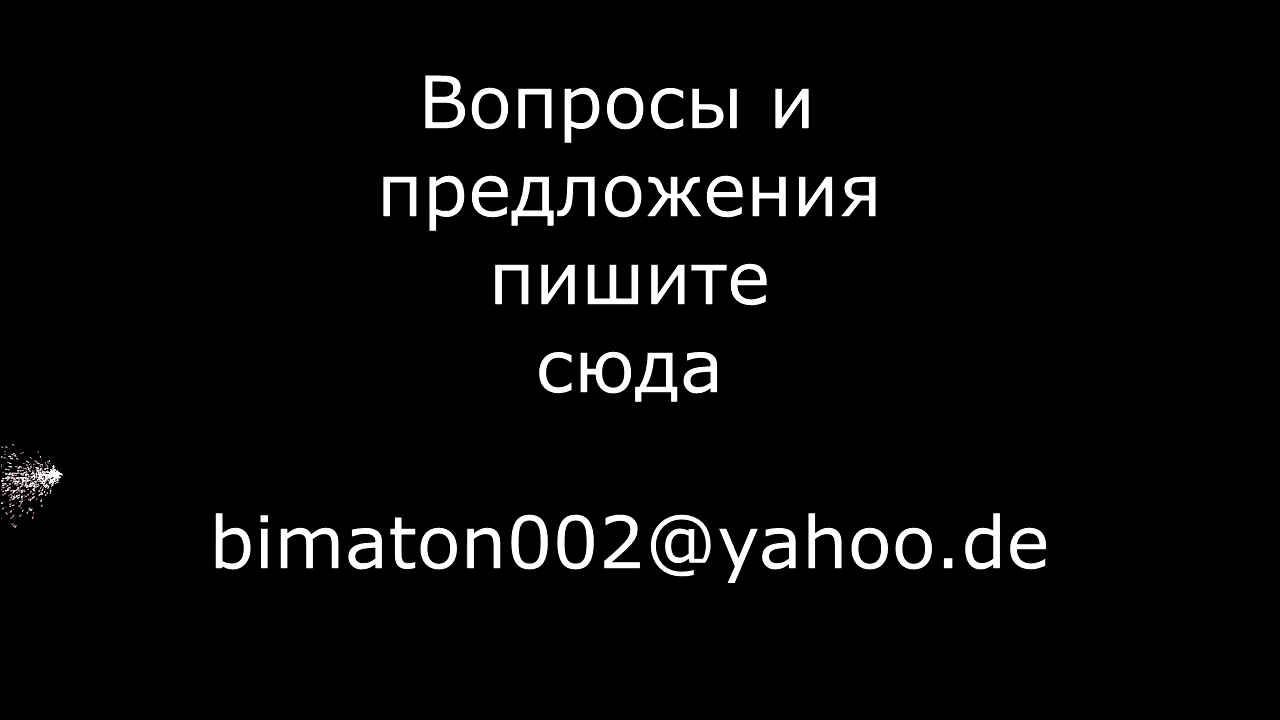 Вопросы и
предложения
пишите
сюда
bimaton002@yahoo.de